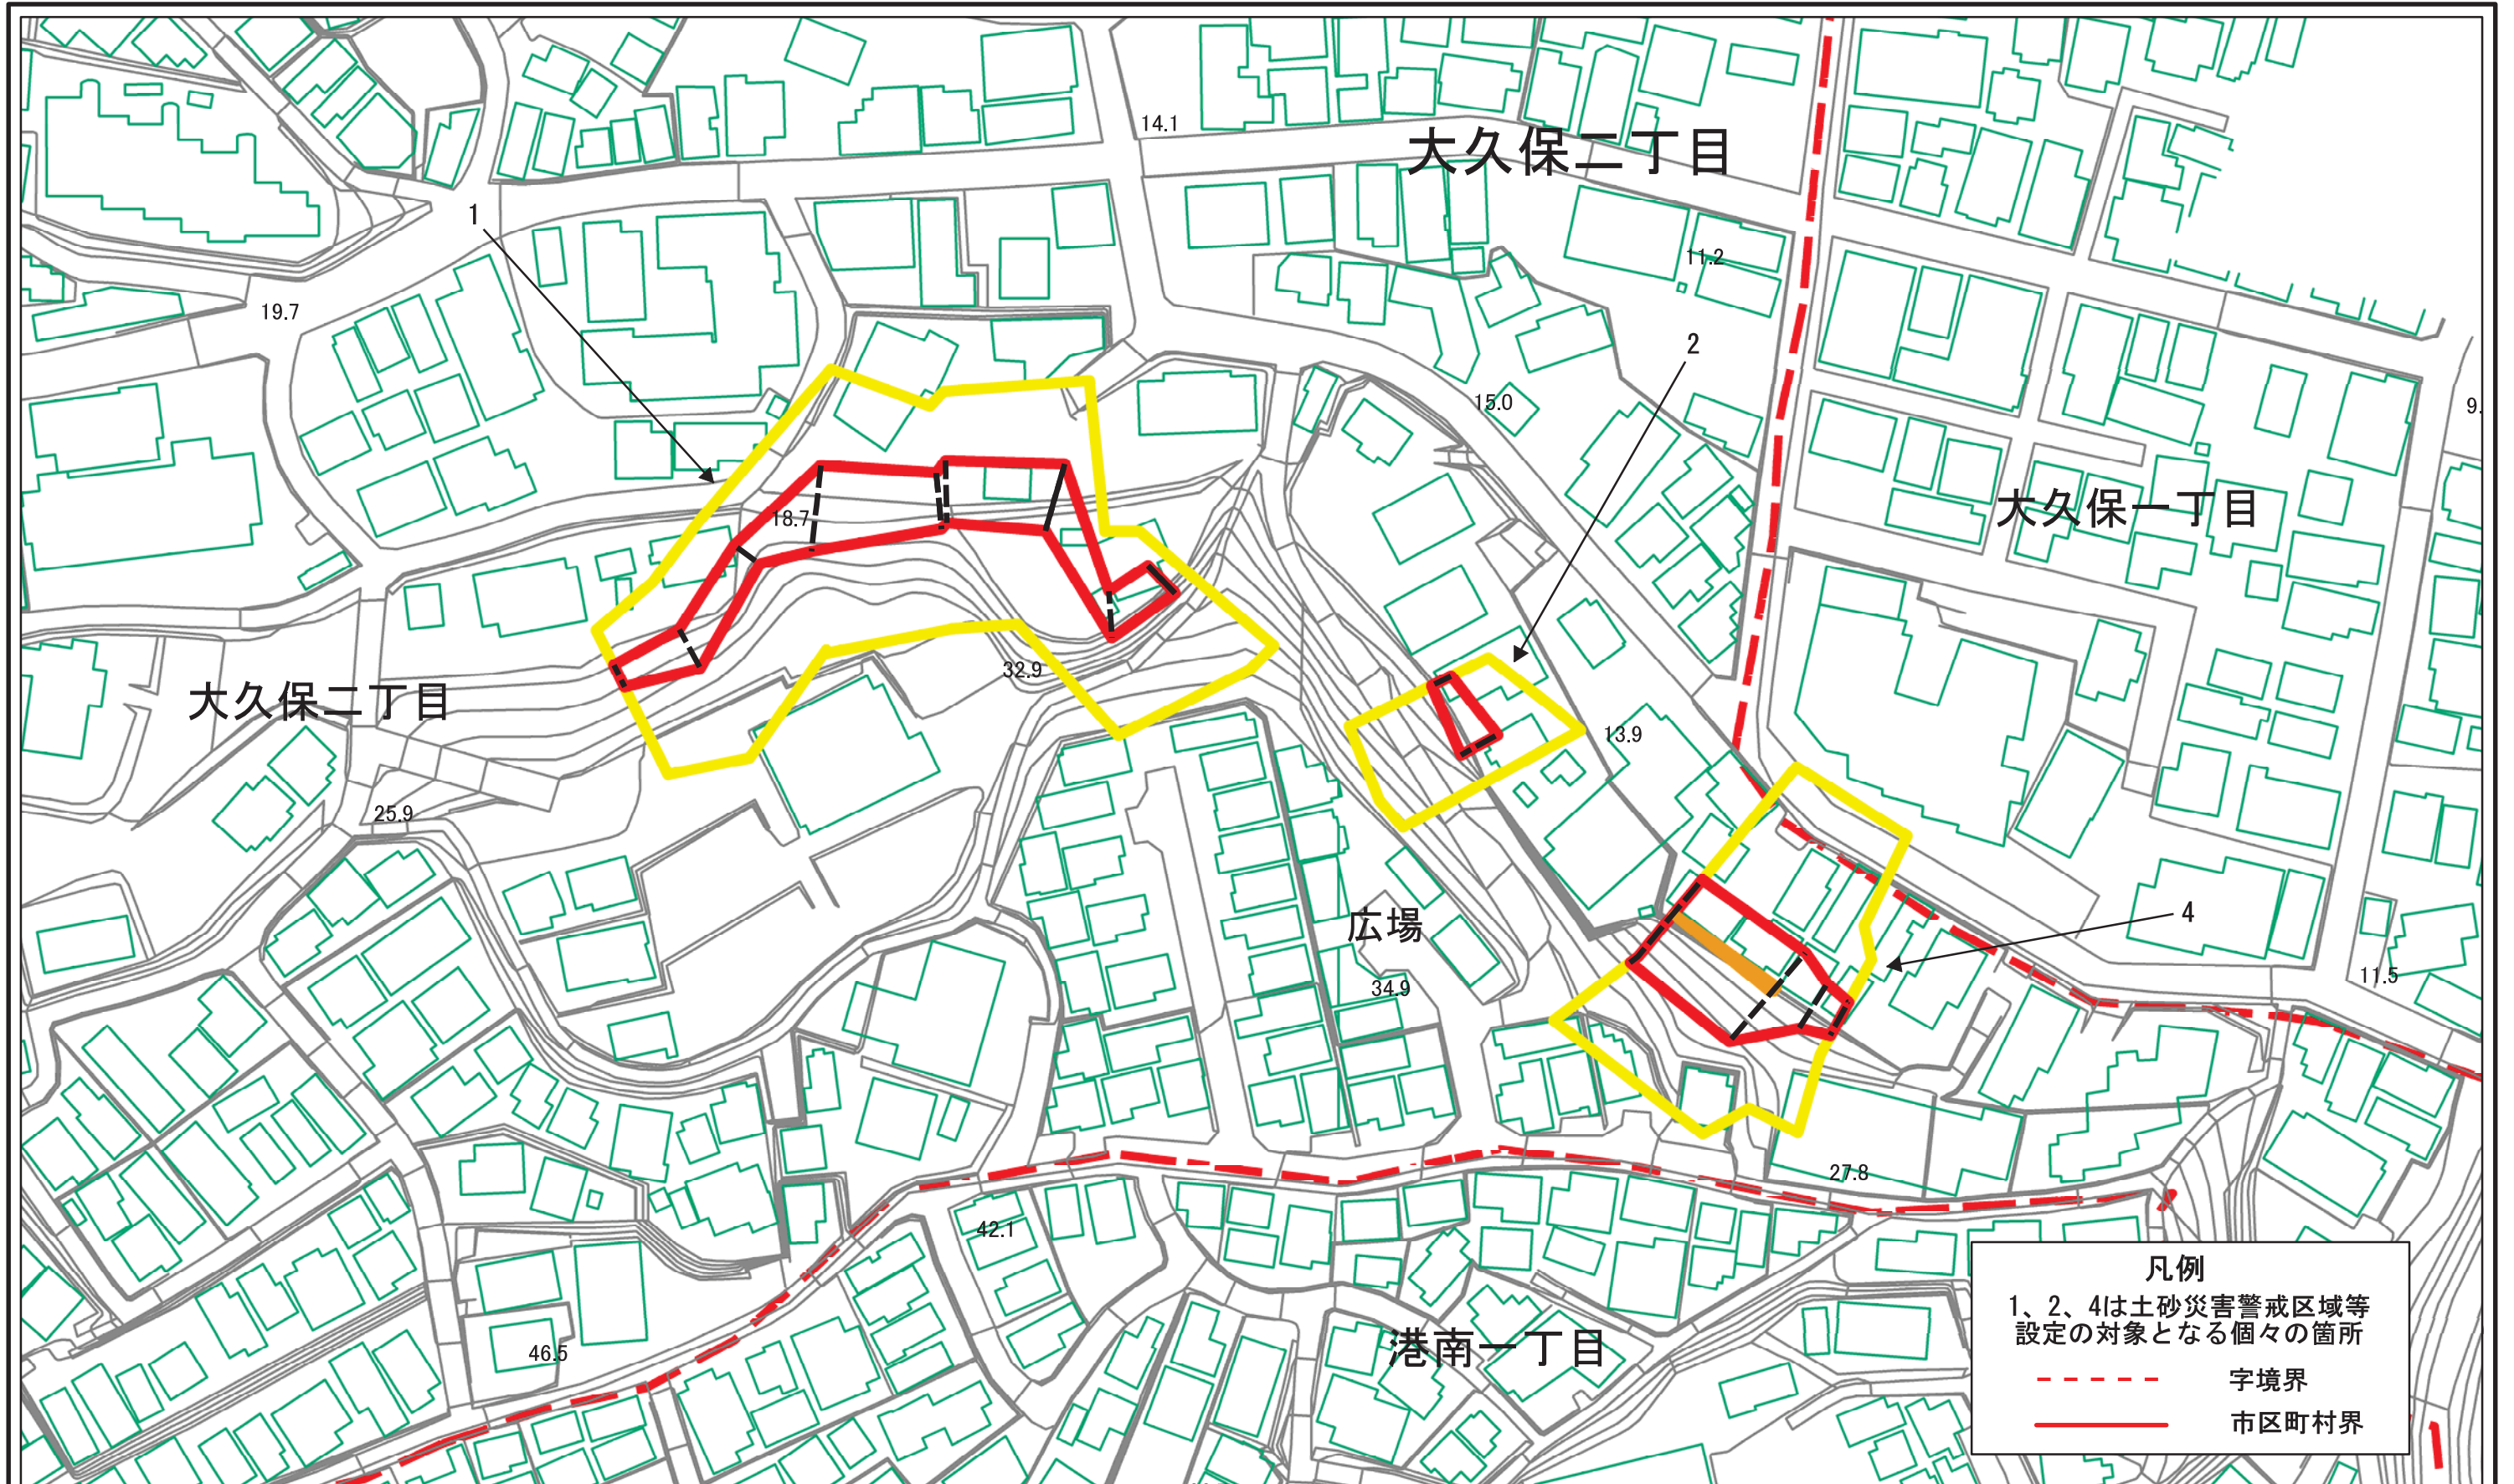 14.1
大久保二丁目
1
11.2
19.7
2
15.0
9.
大久保一丁目
18.7
32.9
大久保二丁目
13.9
25.9
4
広場
11.5
34.9
27.8
42.1
凡例
1、2、4は土砂災害警戒区域等
設定の対象となる個々の箇所
港南一丁目
46.5
字境界
市区町村界